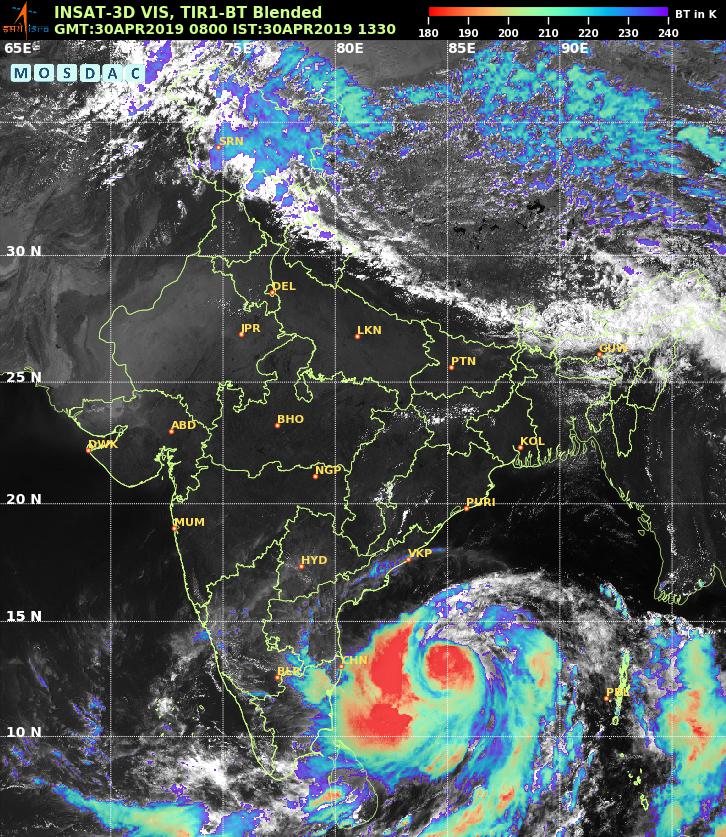 INSAT-3D VIS, TIR1-BT Blended
GMT:30APR2019 0800 IST:30APR2019 1330
BT in K
180 190 200 210 220 230 240
65E 75E 80E 85E 90E
MOSDAC
SRN
30 N
DEL
JPR
LKN
GUW
PTN
25 N
ABD
BHO
DWK
KOL
NGP
20 N
PURI
MUM
VKP
HYD
15 N
CHN
BLR
PBL
10 N